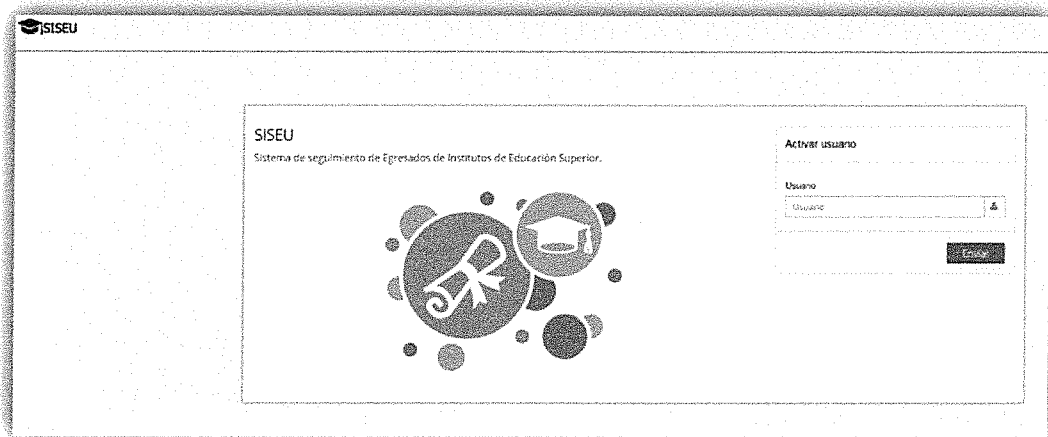 SISEU
SISEU
Sistema de seguimiento de Egresados de Institutos de Educación Superior.
Activar usuario
Usuario
Usuario
Enviar